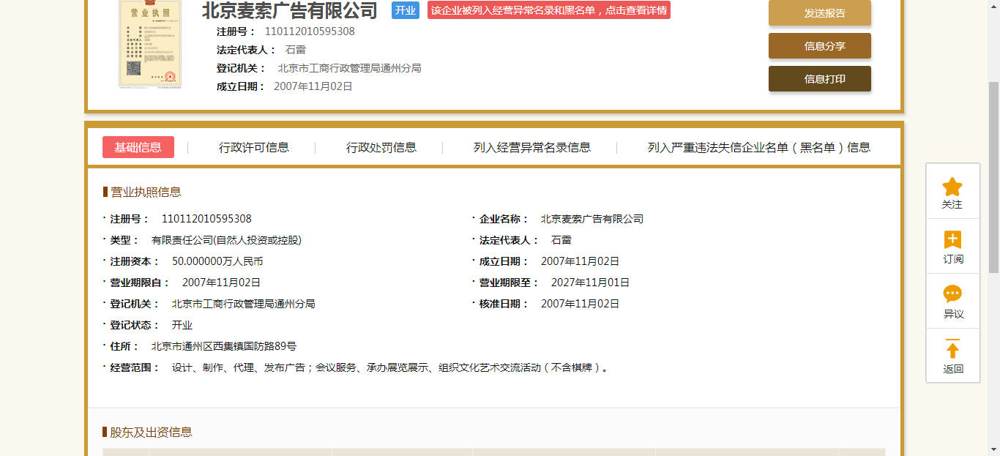 营业执照
北京麦索广告有限公司 开业 该企业被列入经营异常名录和黑名单，点击查看详情
注册号： 110112010595308
法定代表人： 石雷
登记机关： 北京市工商行政管理局通州分局
成立日期： 2007年11月02日
发送报告
信息分享
信息打印
基础信息 行政许可信息 行政处罚信息 列入经营异常名录信息 列入严重违法失信企业名单（黑名单）信息
营业执照信息
· 注册号： 110112010595308 · 企业名称： 北京麦索广告有限公司
· 类型： 有限责任公司(自然人投资或控股) · 法定代表人： 石雷
· 注册资本： 50.000000万人民币 · 成立日期： 2007年11月02日
· 营业期限自： 2007年11月02日 · 营业期限至： 2027年11月01日
· 登记机关： 北京市工商行政管理局通州分局 · 核准日期： 2007年11月02日
· 登记状态： 开业
· 住所： 北京市通州区西集镇国防路89号
· 经营范围： 设计、制作、代理、发布广告；会议服务、承办展览展示、组织文化艺术交流活动（不含棋牌）。
股东及出资信息
关注
订阅
异议
返回